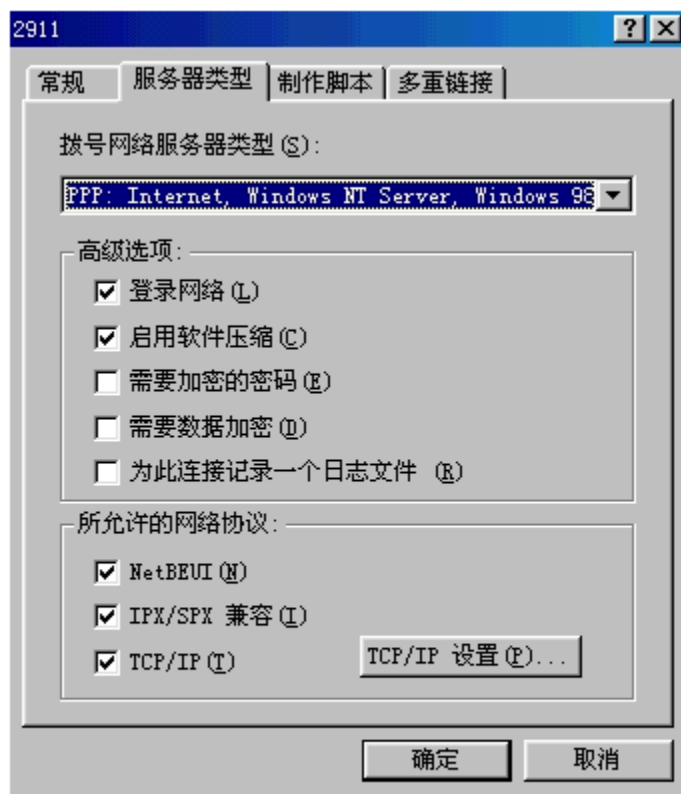 2911
常规 服务器类型 制作脚本 多重链接
拨号网络服务器类型(S):
PPP: Internet, Windows NT Server, Windows 98
高级选项:
登录网络(L)
启用软件压缩(C)
需要加密的密码(E)
需要数据加密(D)
为此连接记录一个日志文件 (R)
所允许的网络协议:
NetBEUI(N)
IPX/SPX 兼容(I)
TCP/IP(T)
TCP/IP 设置(P)...
确定 取消